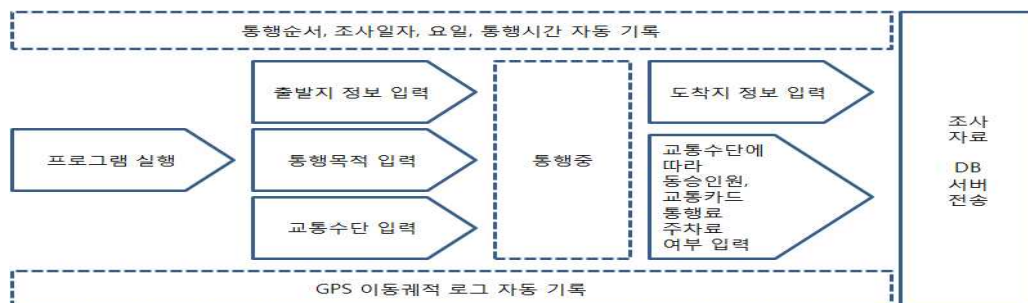 통행순서, 조사일자, 요일, 통행시간 자동 기록
프로그램 실행
출발지 정보 입력
통행목적 입력
교통수단 입력
통행중
도착지 정보 입력
교통수단에
따라
동승인원,
교통카드
통행료
주차료
여부 입력
조사
자료
DB
서버
전송
GPS 이동궤적 로그 자동 기록